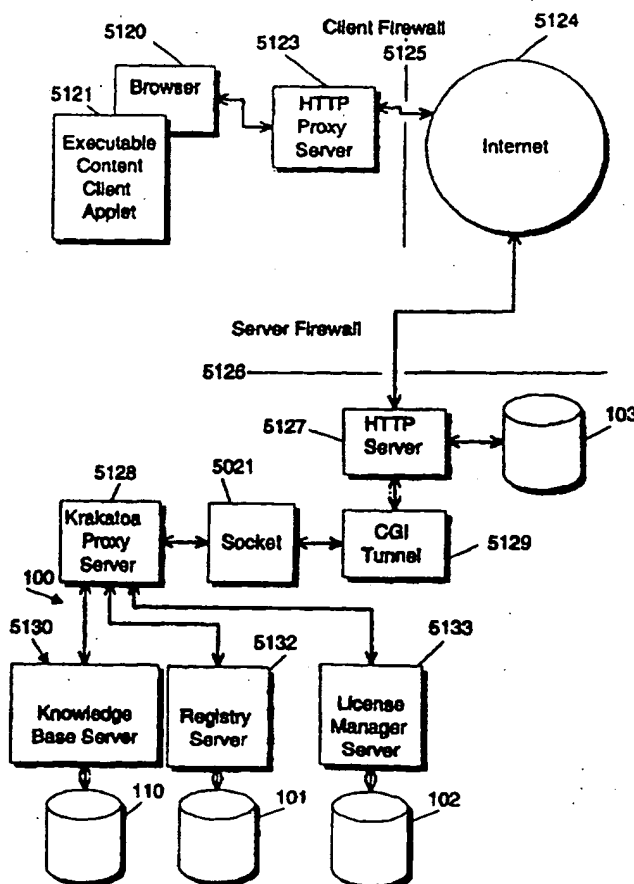 Client Firewall
5124
5123
5125
5120
Browser
5121
HTTP
Proxy
Server
Internet
Executable
Content
Client
Applet
Server Firewall
5126
5127
HTTP
Server
103
5128
5021
Krakatoa
Proxy
Server
Socket
CGI
Tunnel
5129
100
5130
5132
5133
Knowledge
Base Server
Registry
Server
License
Manager
Server
110
101
102